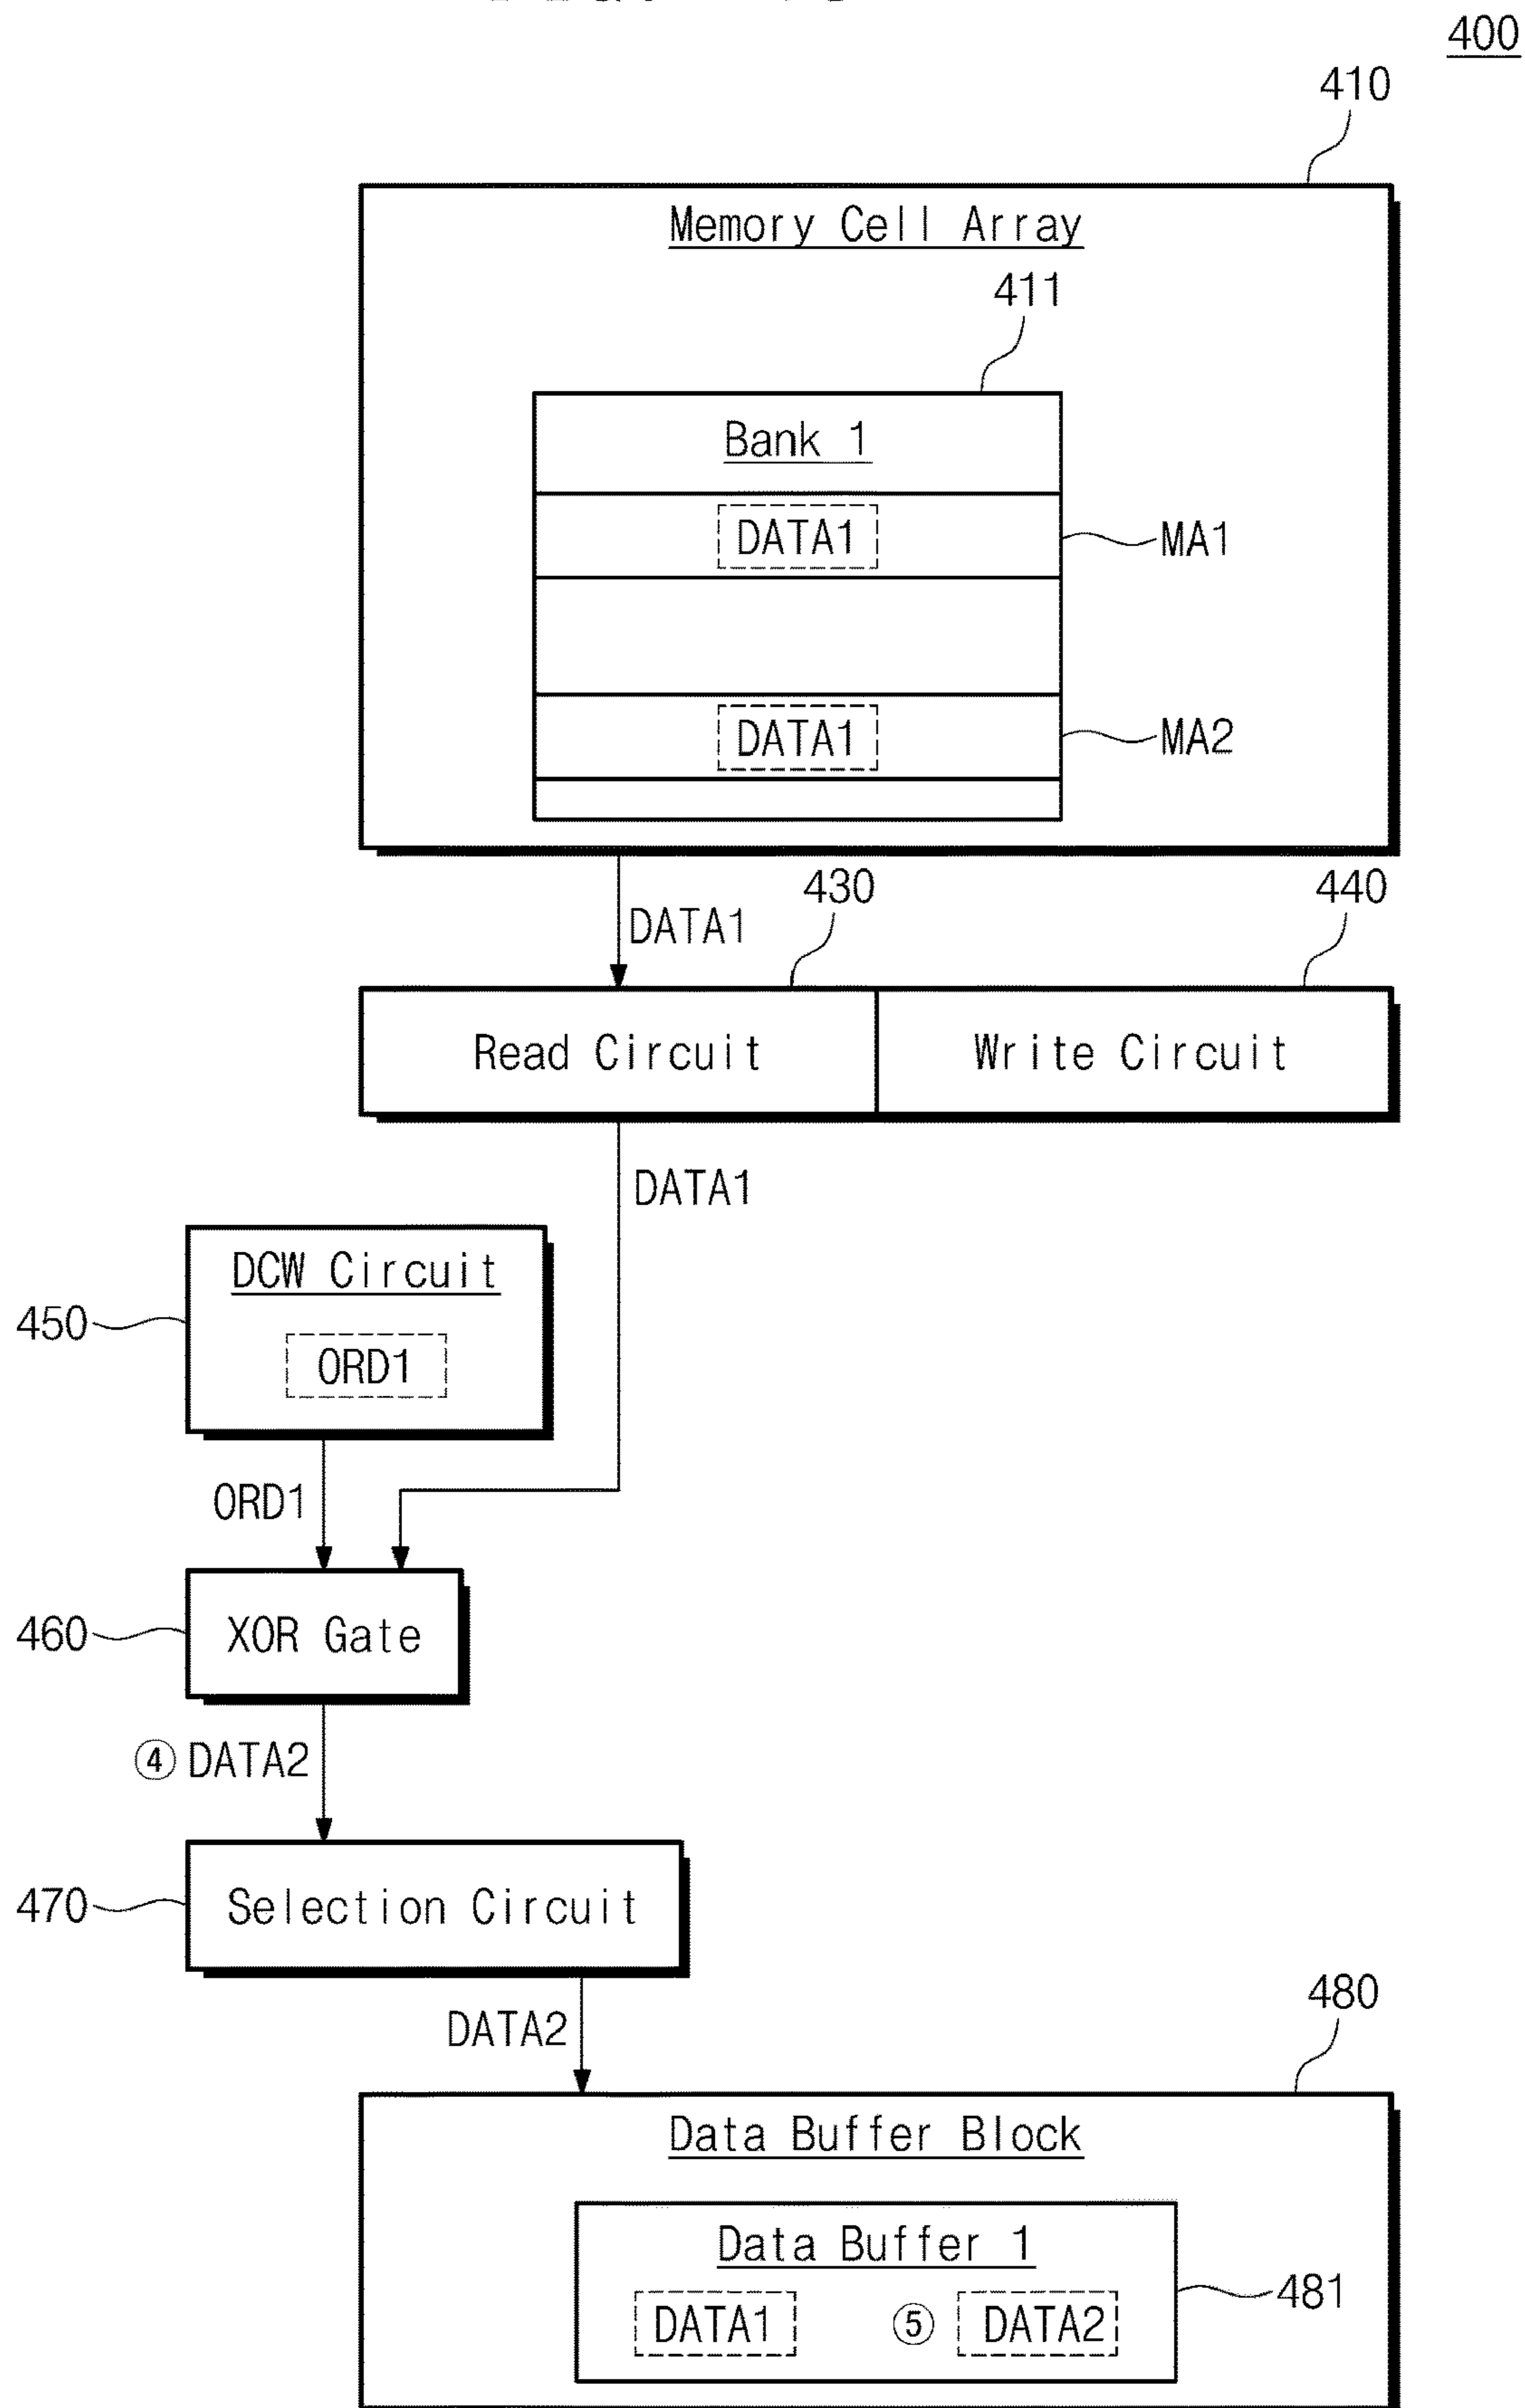 400
410
Memory Cell Array
411
Bank 1
DATA1
MA1
DATA1
MA2
DATA1
430
440
Read Circuit
Write Circuit
DATA1
DCW Circuit
450
ORD1
ORD1
460
XOR Gate
④ DATA2
470
Selection Circuit
DATA2
480
Data Buffer Block
Data Buffer 1
481
DATA1
⑤ DATA2